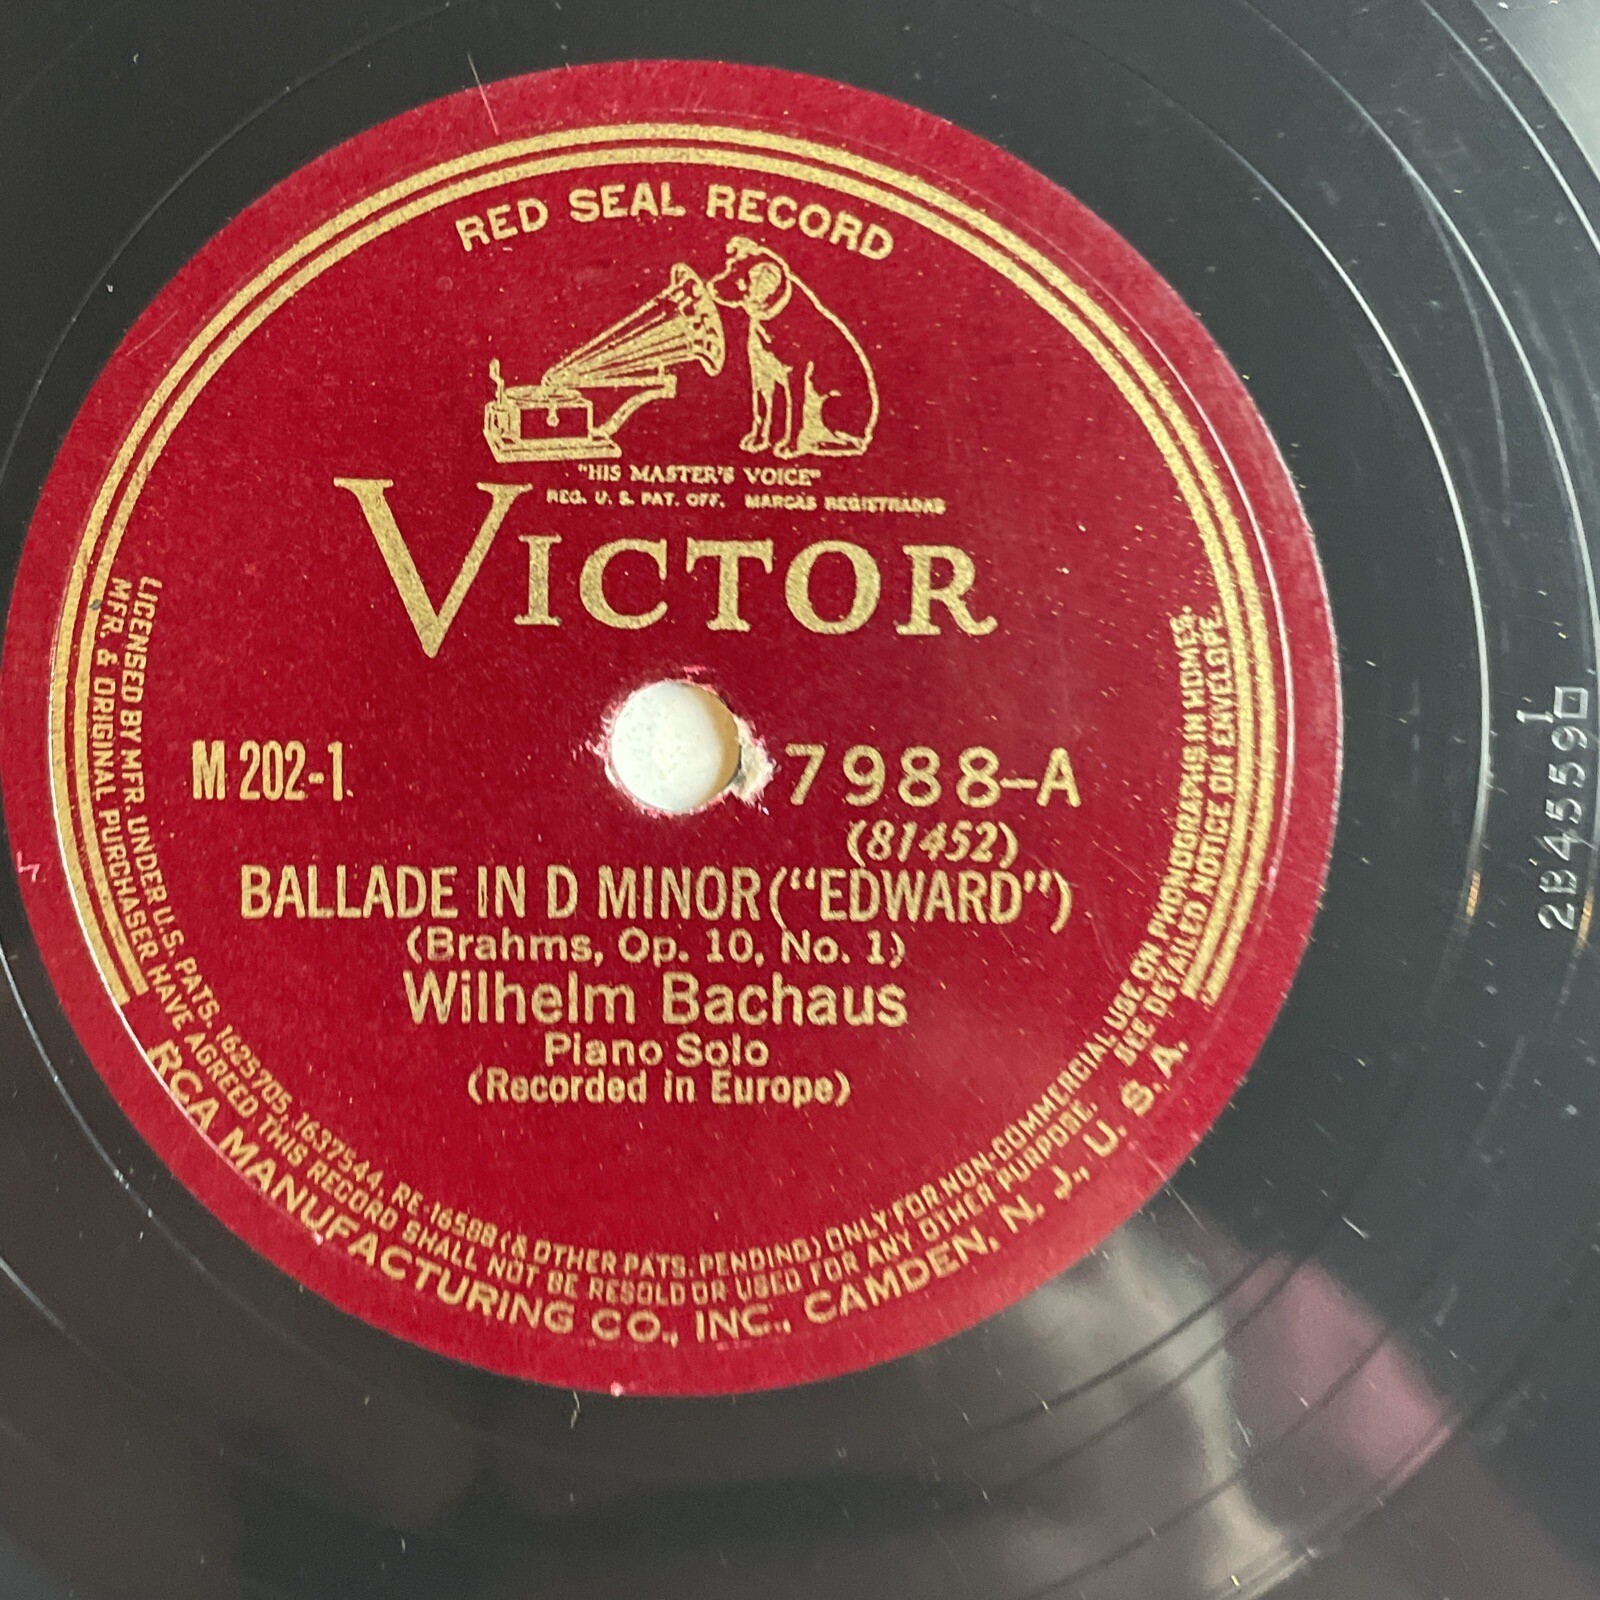 RED SEAL RECORD
"HIS MASTER'S VOICE"
REG. U. S. PAT. OFF. MARCAS REGISTRADAS
VICTOR
M 202-1
7988-A
(81452)
BALLADE IN D MINOR ("EDWARD")
(Brahms, Op. 10, No. 1)
Wilhelm Bachaus
Piano Solo
(Recorded in Europe)
LICENSED BY MFR. UNDER U.S. PATS. 1625705, 1637544, RE-16588 (& OTHER PATS. PENDING) ONLY FOR NON-COMMERCIAL USE ON PHONOGRAPHS IN HOMES.
MFR. & ORIGINAL PURCHASER HAVE AGREED THIS RECORD SHALL NOT BE RESOLD OR USED FOR ANY OTHER PURPOSE. SEE DETAILED NOTICE ON ENVELOPE.
RCA MANUFACTURING CO., INC., CAMDEN, N. J., U. S. A.
1
2B4559